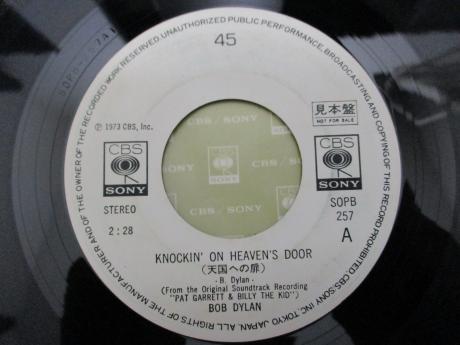 45
℗ 1973 CBS, Inc.
見本盤
NOT FOR SALE
CBS
SONY
CBS
SONY
CBS / SONY
STEREO
2:28
SOPB
257
A
KNOCKIN' ON HEAVEN'S DOOR
(天国への扉)
- B. Dylan -
(From the Original Soundtrack Recording
"PAT GARRETT & BILLY THE KID")
BOB DYLAN
ALL RIGHTS OF THE MANUFACTURER AND OF THE OWNER OF THE RECORDED WORK RESERVED. UNAUTHORIZED PUBLIC PERFORMANCE, BROADCASTING AND COPYING OF THIS RECORD PROHIBITED. CBS/SONY INC. TOKYO JAPAN.